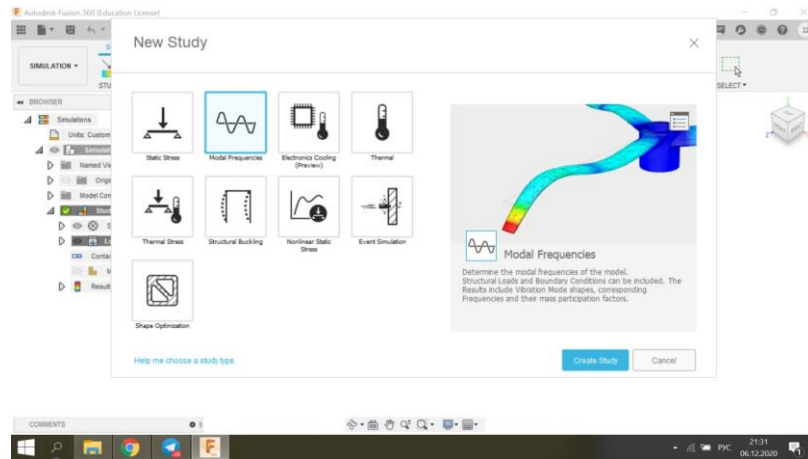 Autodesk Fusion 360 (Education License)
New Study
SIMULATION
SELECT
BROWSER
Simulations
Units: Custom
Named Vie
Origi
Model Con
Stud
Contac
Result
Static Stress
Modal Frequencies
Electronics Cooling
(Preview)
Thermal
Thermal Stress
Structural Buckling
Nonlinear Static
Stress
Event Simulation
Shape Optimization
Modal Frequencies
Determine the modal frequencies of the model.
Structural Loads and Boundary Conditions can be included. The
Results include Vibration Mode shapes, corresponding
Frequencies and their mass participation factors.
Help me choose a study type.
Create Study
Cancel
COMMENTS
РУС
21:31
06.12.2020